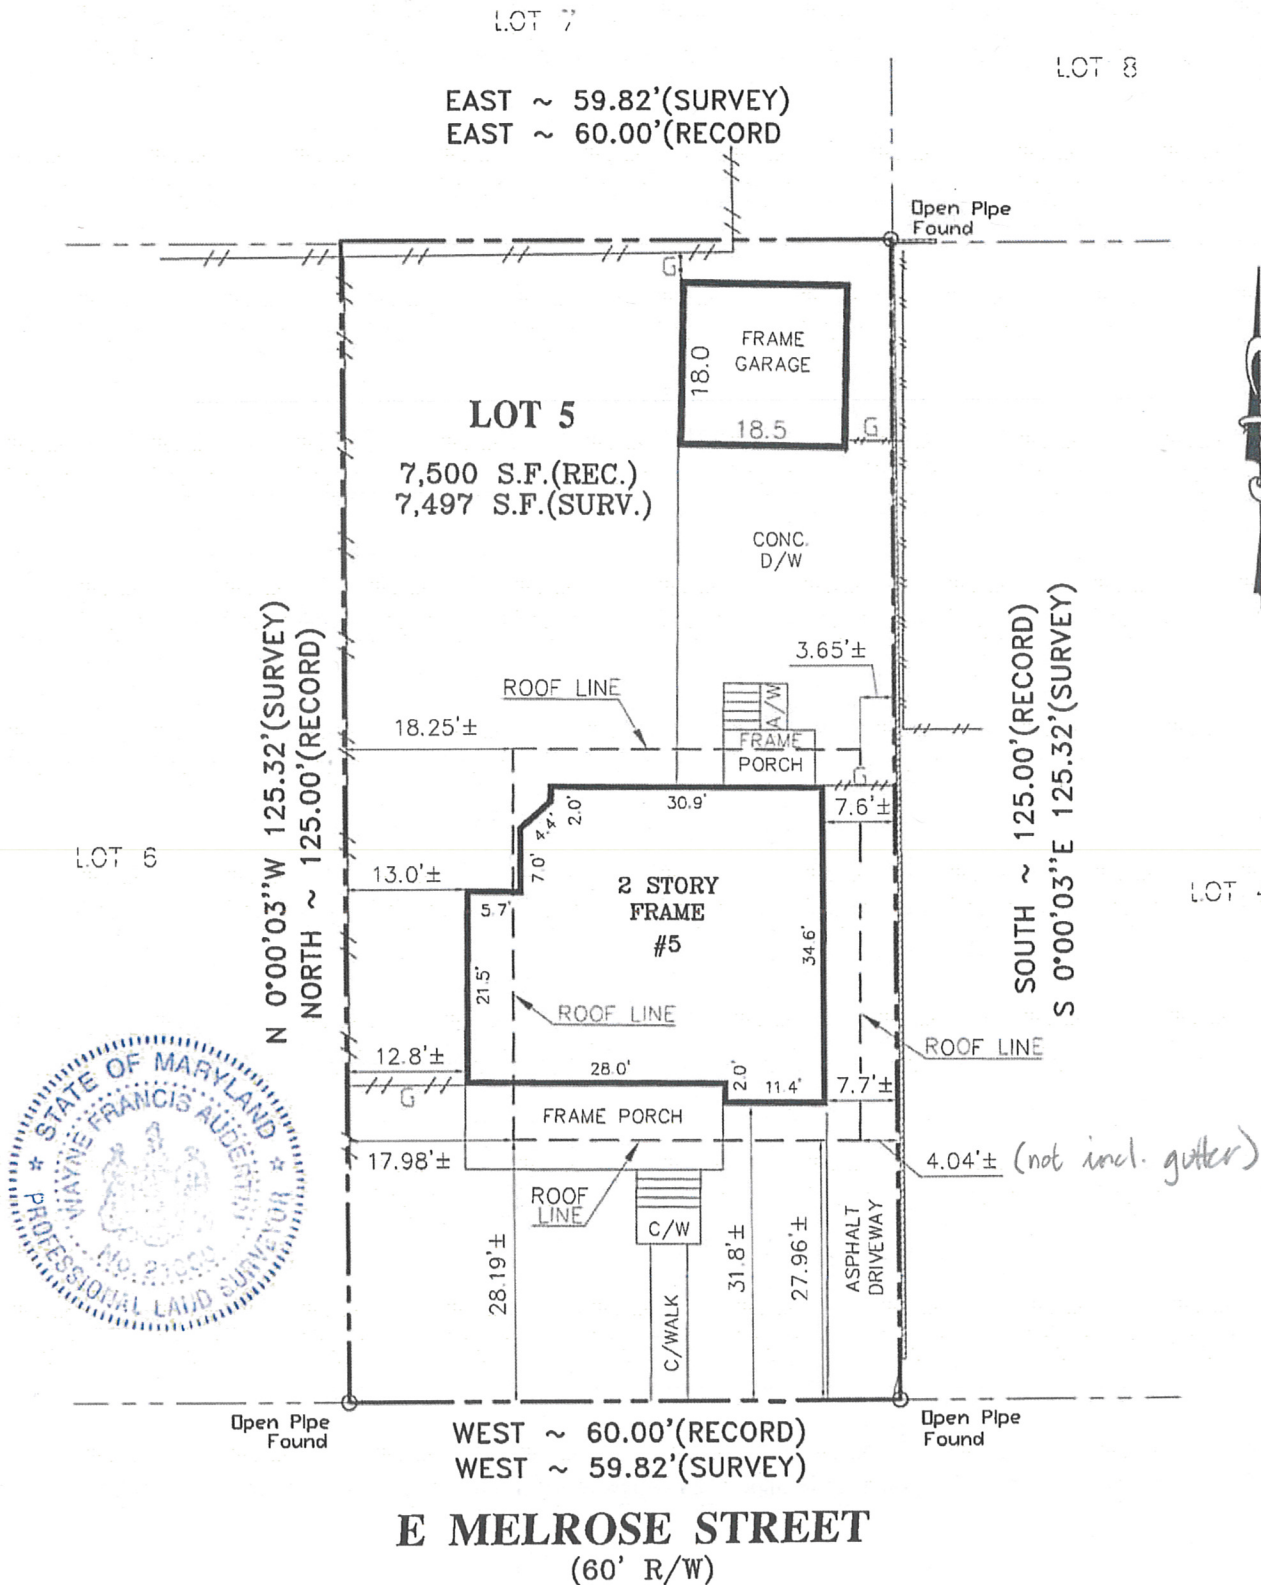 LOT 7
LOT 8
EAST ~ 59.82'(SURVEY)
EAST ~ 60.00'(RECORD
Open Pipe
Found
G
FRAME
GARAGE
18.0
18.5
G
LOT 5
7,500 S.F.(REC.)
7,497 S.F.(SURV.)
CONC.
D/W
N 0°00'03"W 125.32'(SURVEY)
NORTH ~ 125.00'(RECORD)
SOUTH ~ 125.00'(RECORD)
S 0°00'03"E 125.32'(SURVEY)
3.65'±
ROOF LINE
A/W
18.25'±
FRAME
PORCH
G
30.9'
7.6'±
2.0'
4.4'
7.0'
LOT 6
13.0'±
5.7'
2 STORY
FRAME
#5
34.6'
LOT
21.5'
ROOF LINE
ROOF LINE
12.8'±
28.0'
2.0'
11.4'
7.7'±
G
FRAME PORCH
17.98'±
4.04'± (not incl. gutter)
ROOF
LINE
C/W
28.19'±
31.8'±
27.96'±
ASPHALT
DRIVEWAY
C/WALK
STATE OF MARYLAND
WAYNE FRANCIS AUDERTIN
PROFESSIONAL LAND SURVEYOR
Open Pipe
Found
WEST ~ 60.00'(RECORD)
WEST ~ 59.82'(SURVEY)
Open Pipe
Found
E MELROSE STREET
(60' R/W)